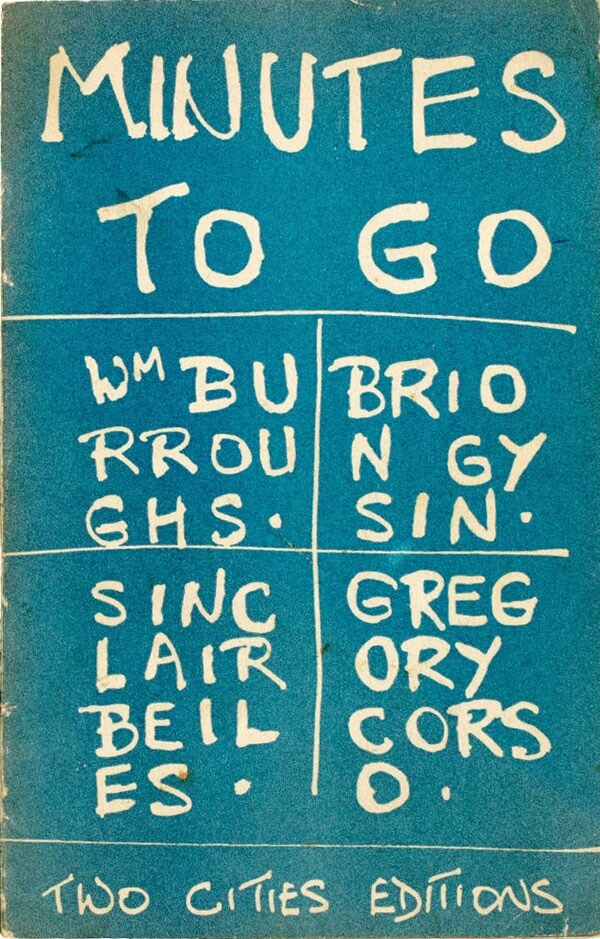 MINUTES
TO GO
WM BU
RROU
GHS.
BRIO
N GY
SIN.
SINC
LAIR
BEIL
ES.
GREG
ORY
CORS
O.
TWO CITIES EDITIONS